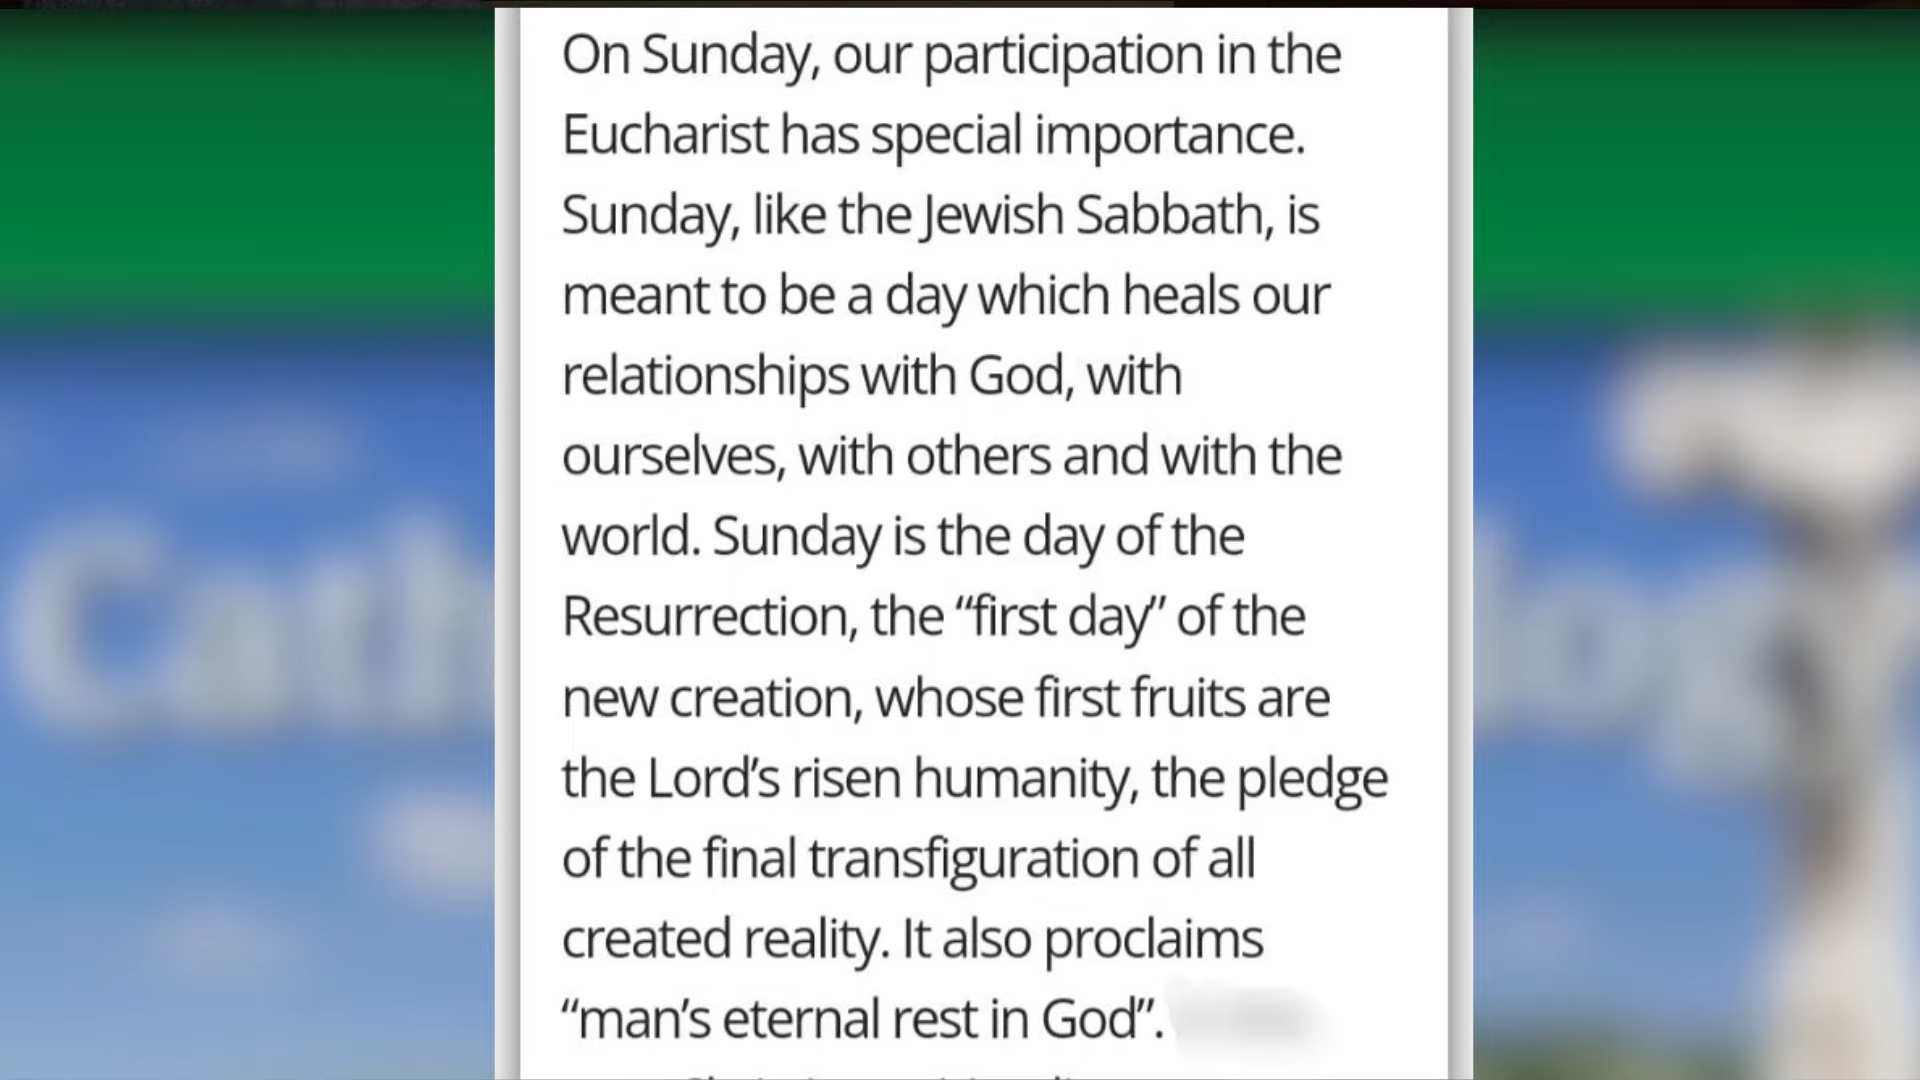 On Sunday, our participation in the
Eucharist has special importance.
Sunday, like the Jewish Sabbath, is
meant to be a day which heals our
relationships with God, with
ourselves, with others and with the
world. Sunday is the day of the
Resurrection, the “first day” of the
new creation, whose first fruits are
the Lord’s risen humanity, the pledge
of the final transfiguration of all
created reality. It also proclaims
“man’s eternal rest in God”.